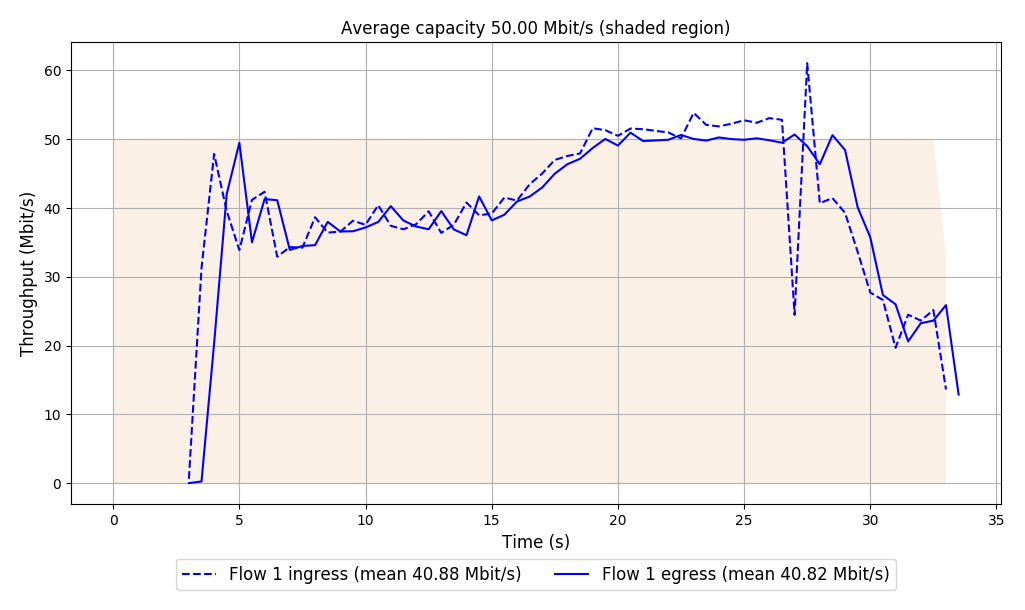 Average capacity 50.00 Mbit/s (shaded region)
60
50
40
30
20
10
0
Throughput (Mbit/s)
0 5 10 15 20 25 30 35
Time (s)
Flow 1 ingress (mean 40.88 Mbit/s) Flow 1 egress (mean 40.82 Mbit/s)